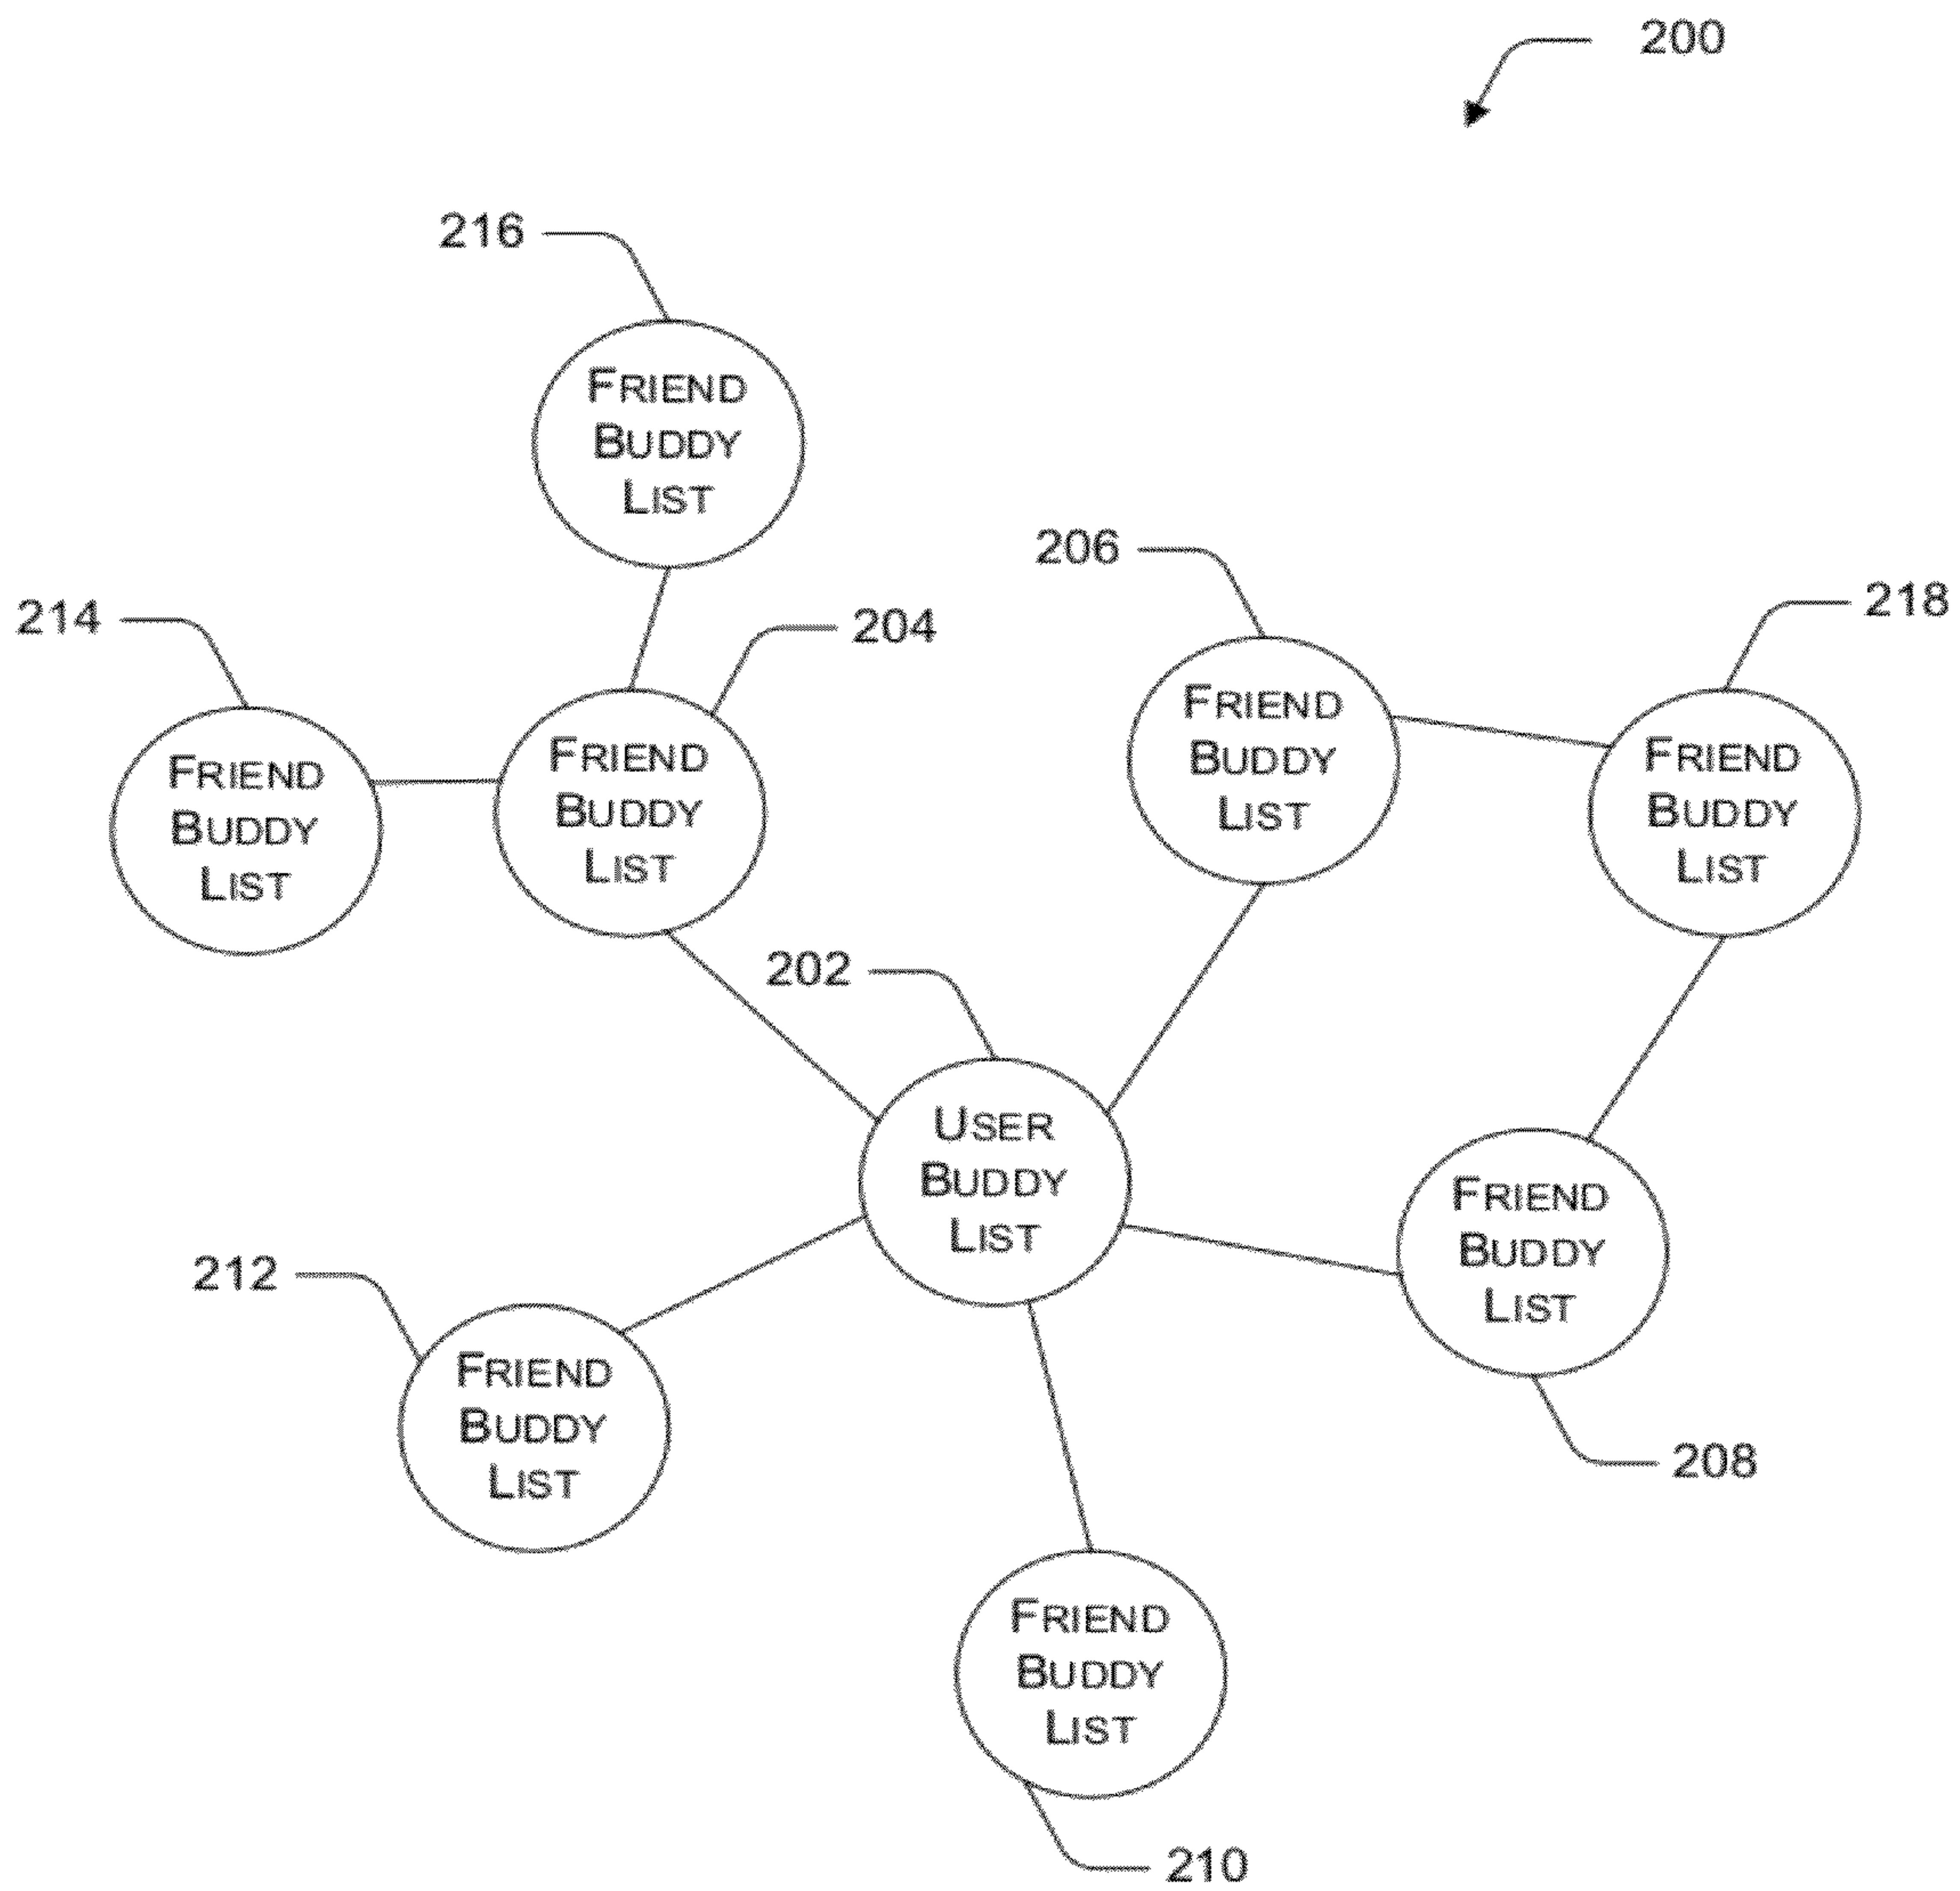 200
216
FRIEND
BUDDY
LIST
206
218
214
204
FRIEND
BUDDY
LIST
FRIEND
BUDDY
LIST
FRIEND
BUDDY
LIST
FRIEND
BUDDY
LIST
202
USER
BUDDY
LIST
FRIEND
BUDDY
LIST
212
FRIEND
BUDDY
LIST
208
FRIEND
BUDDY
LIST
210